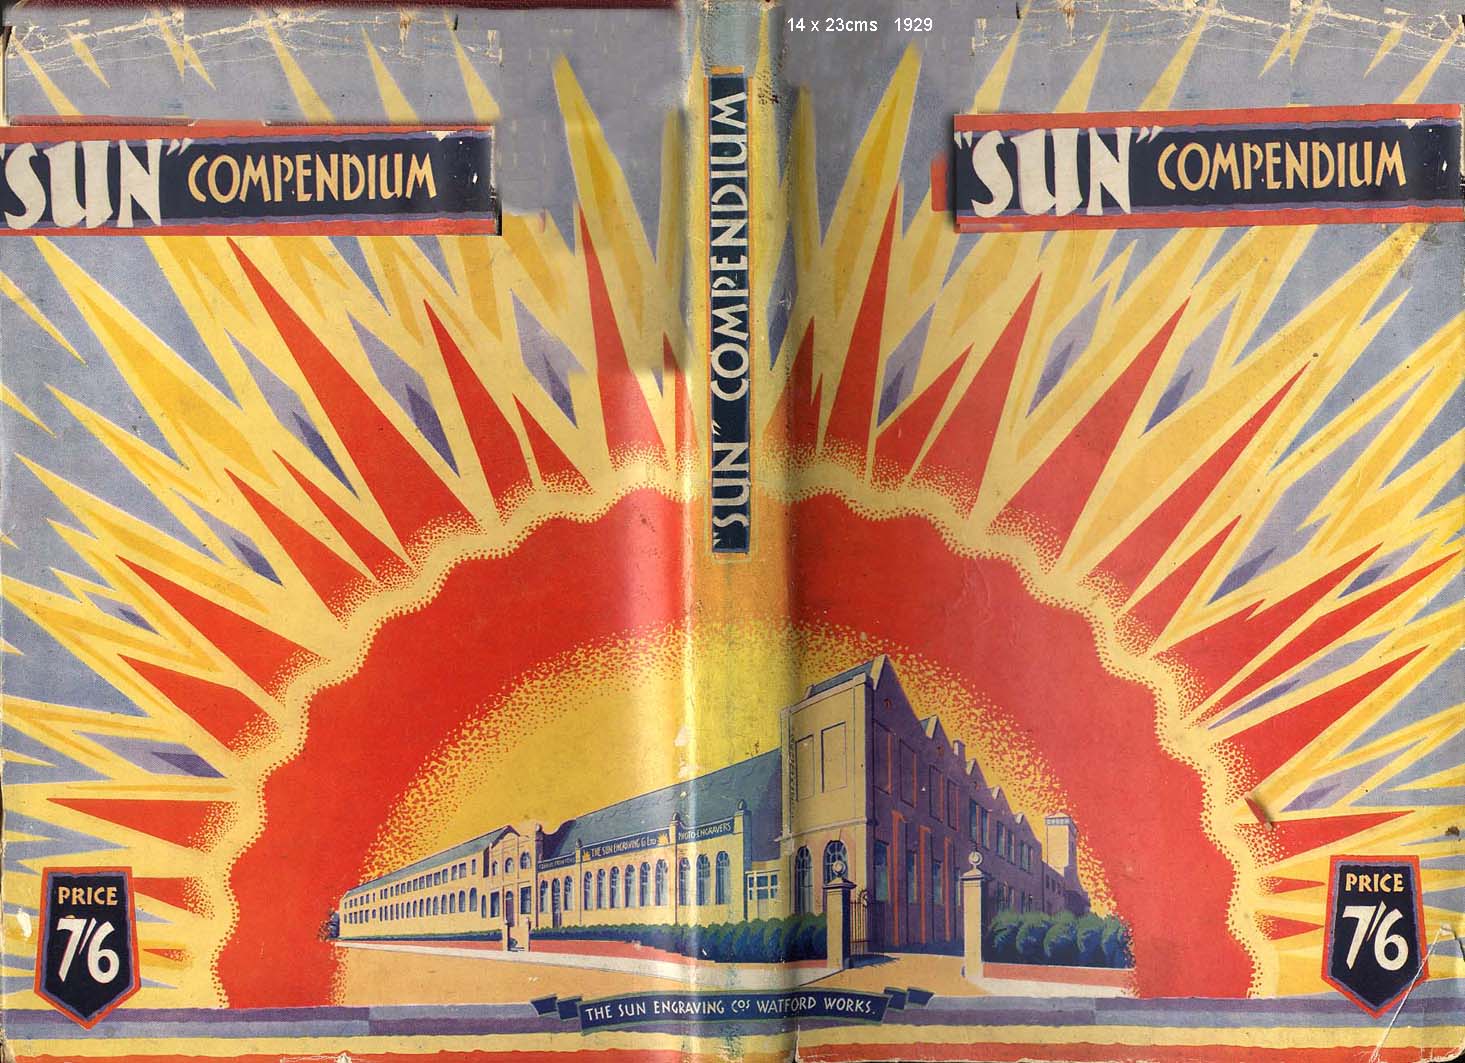 14 x 23cms 1929
"SUN" COMPENDIUM
"SUN" COMPENDIUM
"SUN" COMPENDIUM
THE SUN ENGRAVING Co Ltd
PHOTO-ENGRAVERS
PRICE
7/6
PRICE
7/6
THE SUN ENGRAVING Cos WATFORD WORKS.